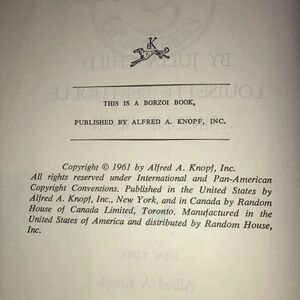 K
THIS IS A BORZOI BOOK,
PUBLISHED BY ALFRED A. KNOPF, INC.
Copyright © 1961 by Alfred A. Knopf, Inc.
All rights reserved under International and Pan-American
Copyright Conventions. Published in the United States by
Alfred A. Knopf, Inc., New York, and in Canada by Random
House of Canada Limited, Toronto. Manufactured in the
United States of America and distributed by Random House,
Inc.